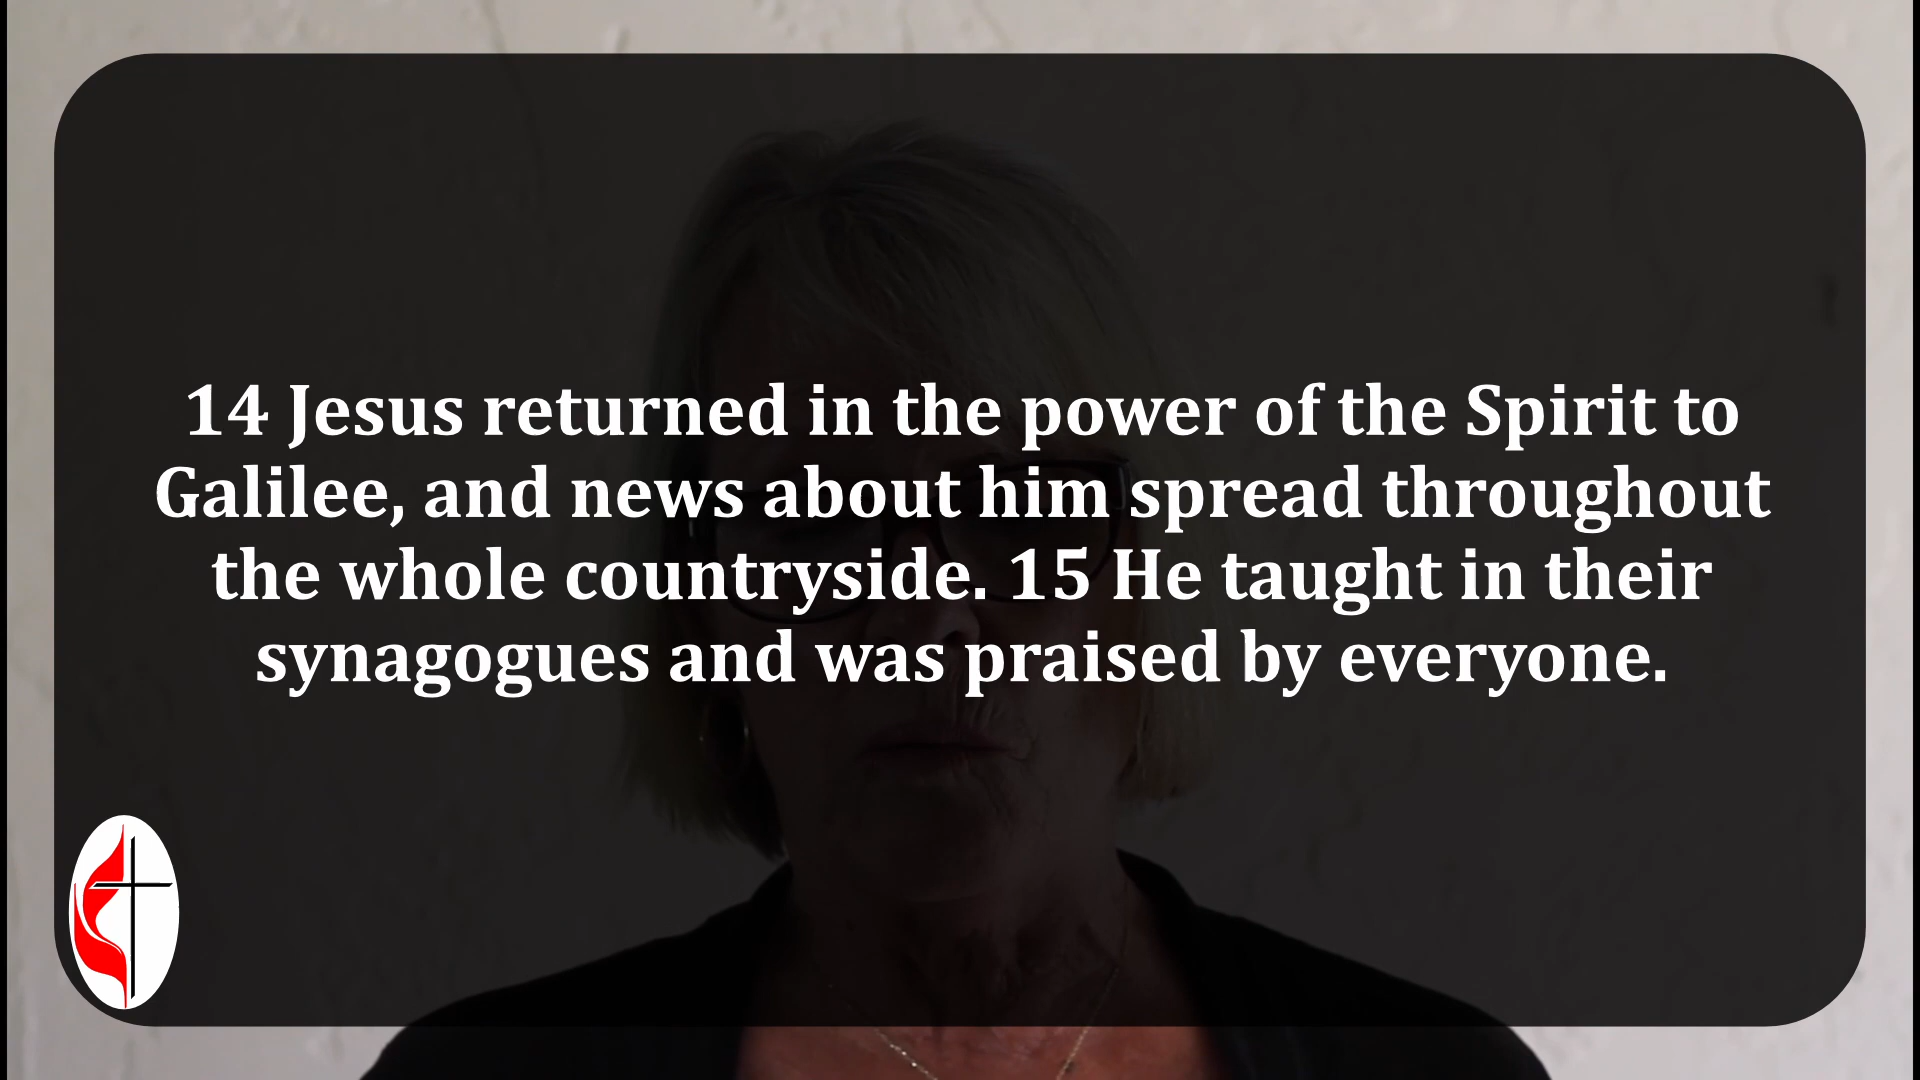 14 Jesus returned in the power of the Spirit to
Galilee, and news about him spread throughout
the whole countryside. 15 He taught in their
synagogues and was praised by everyone.